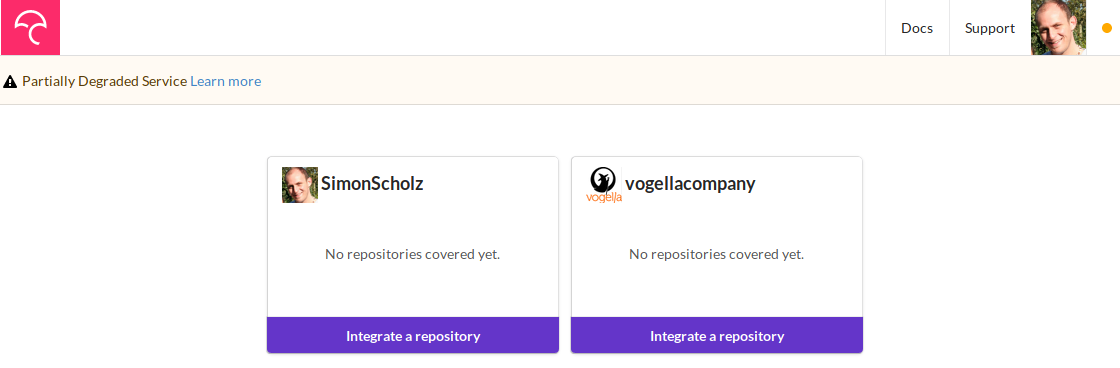 Docs
Support
Partially Degraded Service Learn more
SimonScholz
vogella
vogellacompany
No repositories covered yet.
No repositories covered yet.
Integrate a repository
Integrate a repository